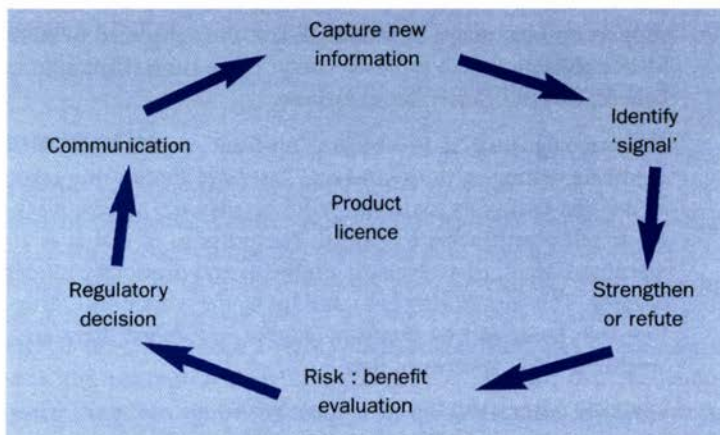 Capture new
information
Identify
‘signal’
Strengthen
or refute
Risk : benefit
evaluation
Regulatory
decision
Communication
Product
licence